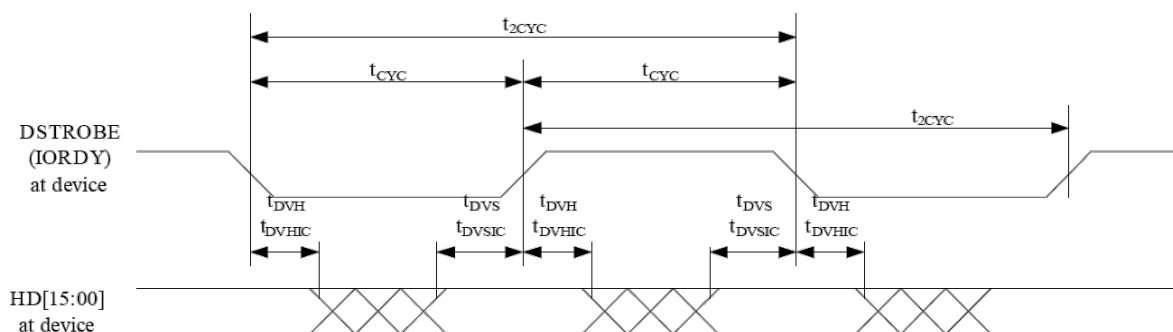 t2CYC
tCYC tCYC
t2CYC
DSTROBE
(IORDY)
at device
tDVH tDVS tDVH tDVS tDVH
tDVHIC tDVSIC tDVHIC tDVSIC tDVHIC
HD[15:00]
at device